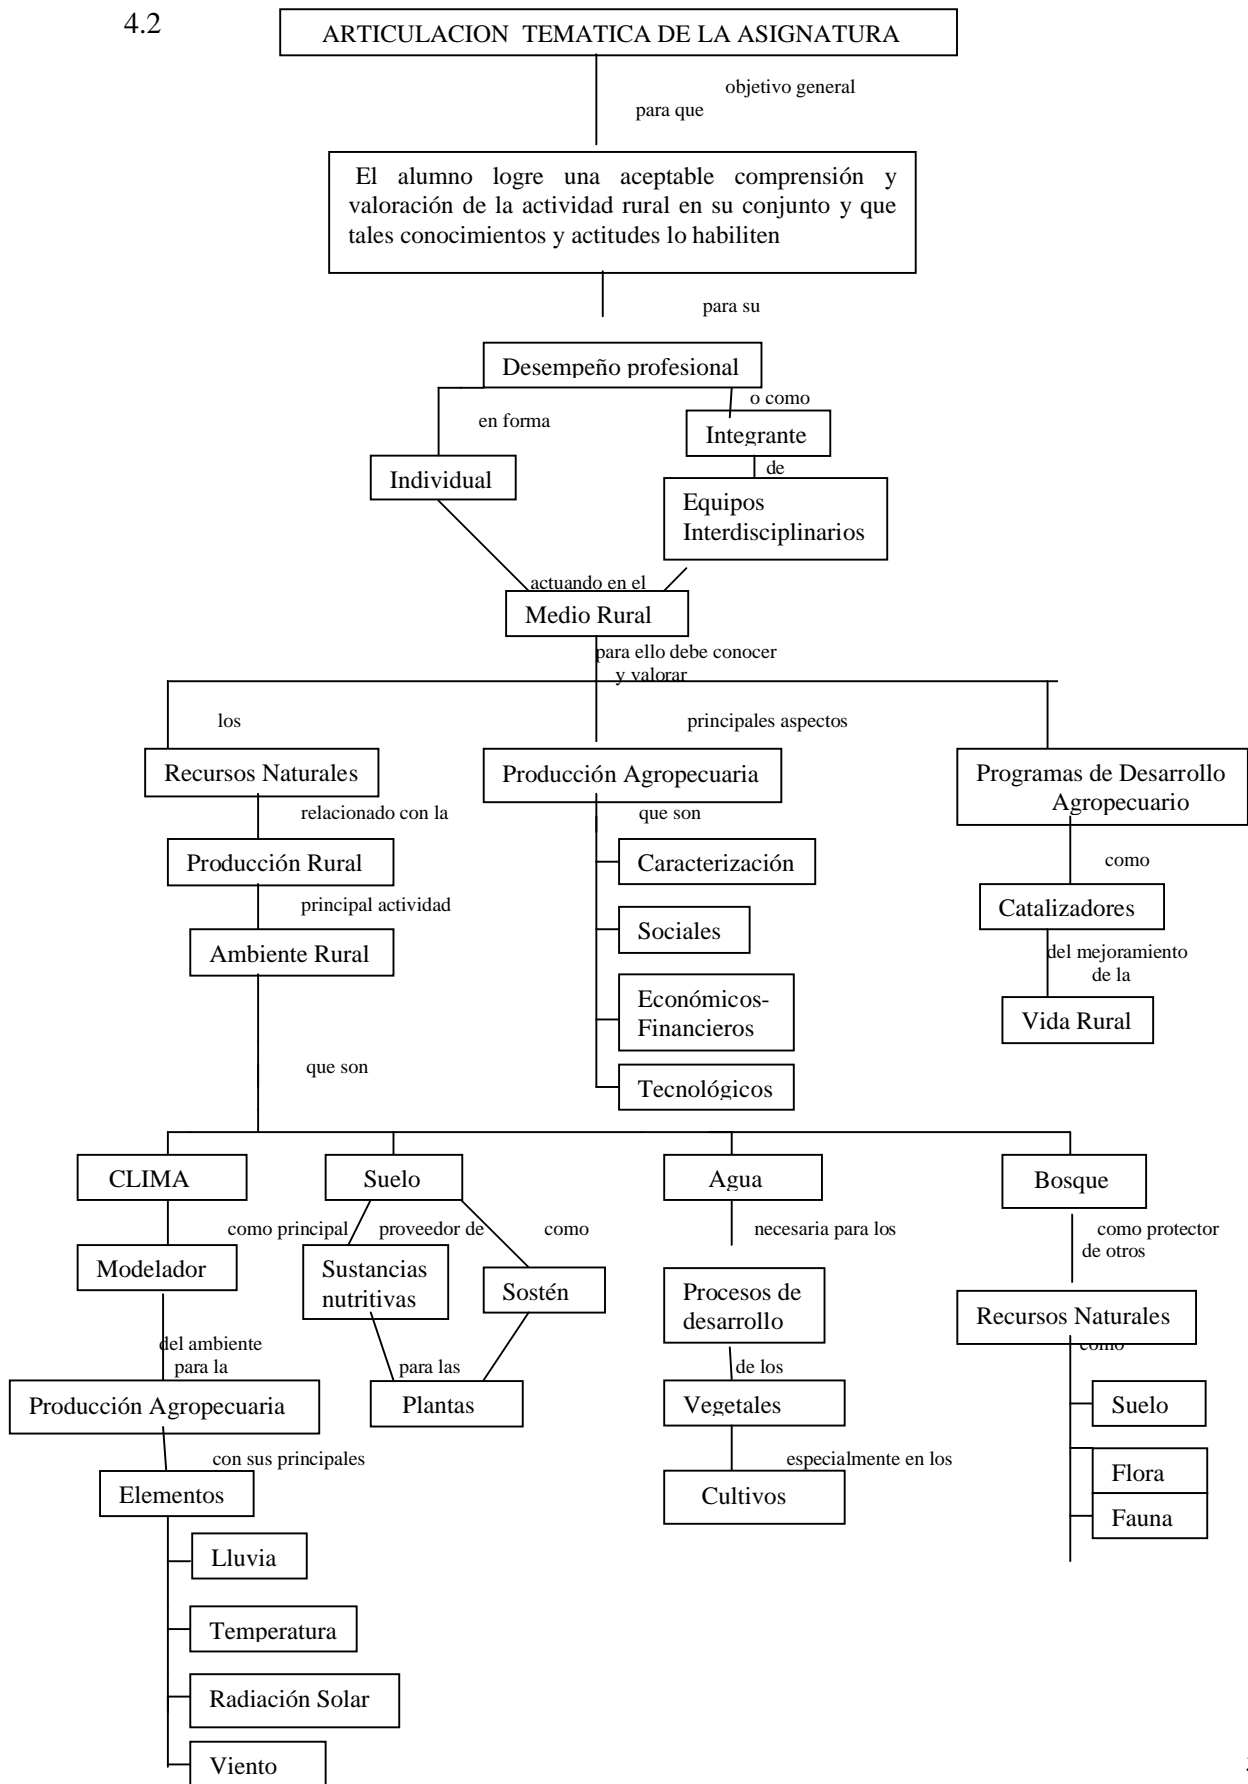 4.2
ARTICULACION TEMATICA DE LA ASIGNATURA
objetivo general
para que
El alumno logre una aceptable comprensión y
valoración de la actividad rural en su conjunto y que
tales conocimientos y actitudes lo habiliten
para su
Desempeño profesional
o como
en forma
Integrante
de
Individual
Equipos
Interdisciplinarios
actuando en el
Medio Rural
para ello debe conocer
y valorar
los
principales aspectos
Recursos Naturales
Producción Agropecuaria
Programas de Desarrollo
Agropecuario
relacionado con la
que son
Producción Rural
Caracterización
como
principal actividad
Catalizadores
Ambiente Rural
Sociales
del mejoramiento
de la
Económicos-
Financieros
Vida Rural
que son
Tecnológicos
CLIMA
Suelo
Agua
Bosque
como principal
proveedor de
como
necesaria para los
como protector
de otros
Modelador
Sustancias
nutritivas
Sostén
Procesos de
desarrollo
Recursos Naturales
como
del ambiente
para la
para las
de los
Producción Agropecuaria
Plantas
Vegetales
Suelo
con sus principales
especialmente en los
Flora
Elementos
Cultivos
Fauna
Lluvia
Temperatura
Radiación Solar
Viento